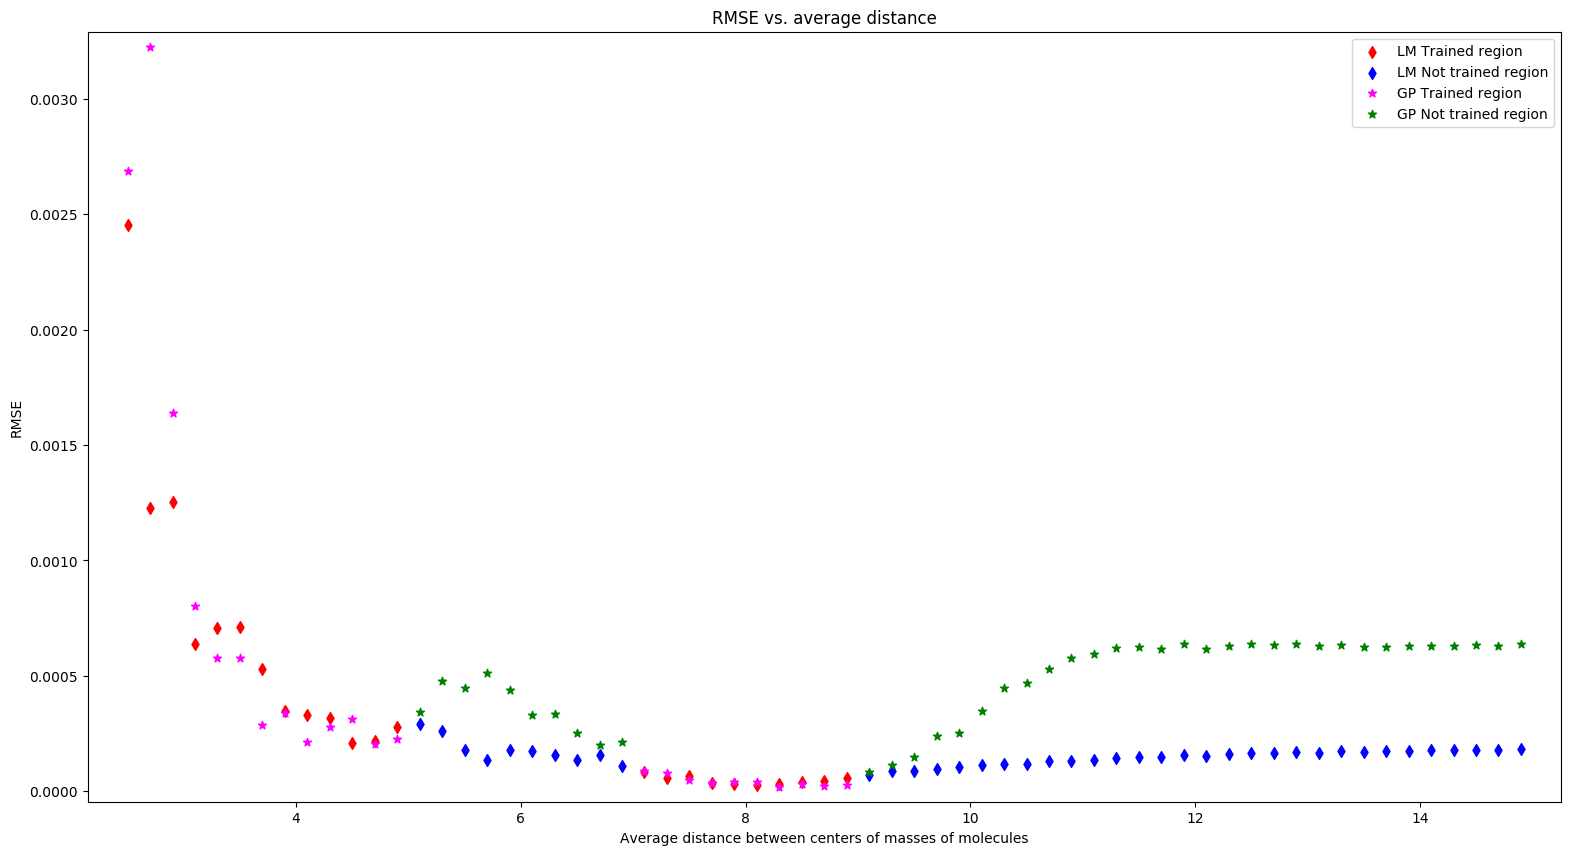 RMSE vs. average distance
LM Trained region
LM Not trained region
GP Trained region
GP Not trained region
0.0030
0.0025
0.0020
0.0015
0.0010
0.0005
0.0000
RMSE
4 6 8 10 12 14
Average distance between centers of masses of molecules